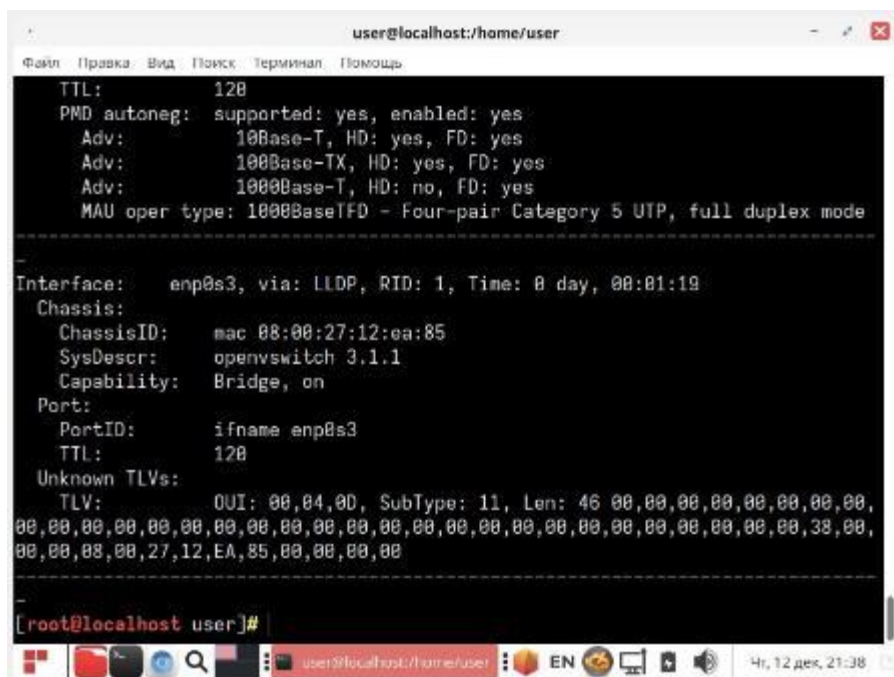 user@localhost:/home/user
Файл Правка Вид Поиск Терминал Помощь
TTL: 120
PMD autoneg: supported: yes, enabled: yes
Adv: 10Base-T, HD: yes, FD: yes
Adv: 100Base-TX, HD: yes, FD: yes
Adv: 1000Base-T, HD: no, FD: yes
MAU oper type: 1000BaseTFD - Four-pair Category 5 UTP, full duplex mode
-------------------------------------------------------------------------------
-
Interface: enp0s3, via: LLDP, RID: 1, Time: 0 day, 00:01:19
Chassis:
ChassisID: mac 08:00:27:12:ea:85
SysDescr: openvswitch 3.1.1
Capability: Bridge, on
Port:
PortID: ifname enp0s3
TTL: 120
Unknown TLVs:
TLV: OUI: 00,04,0D, SubType: 11, Len: 46 00,00,00,00,00,00,00,00,
00,00,00,00,00,00,00,00,00,00,00,00,00,00,00,00,00,00,00,00,00,00,00,00,38,00,
00,00,08,00,27,12,EA,85,00,00,00,00
-------------------------------------------------------------------------------
-
[root@localhost user]#
user@localhost:/home/user EN Чт, 12 дек, 21:38